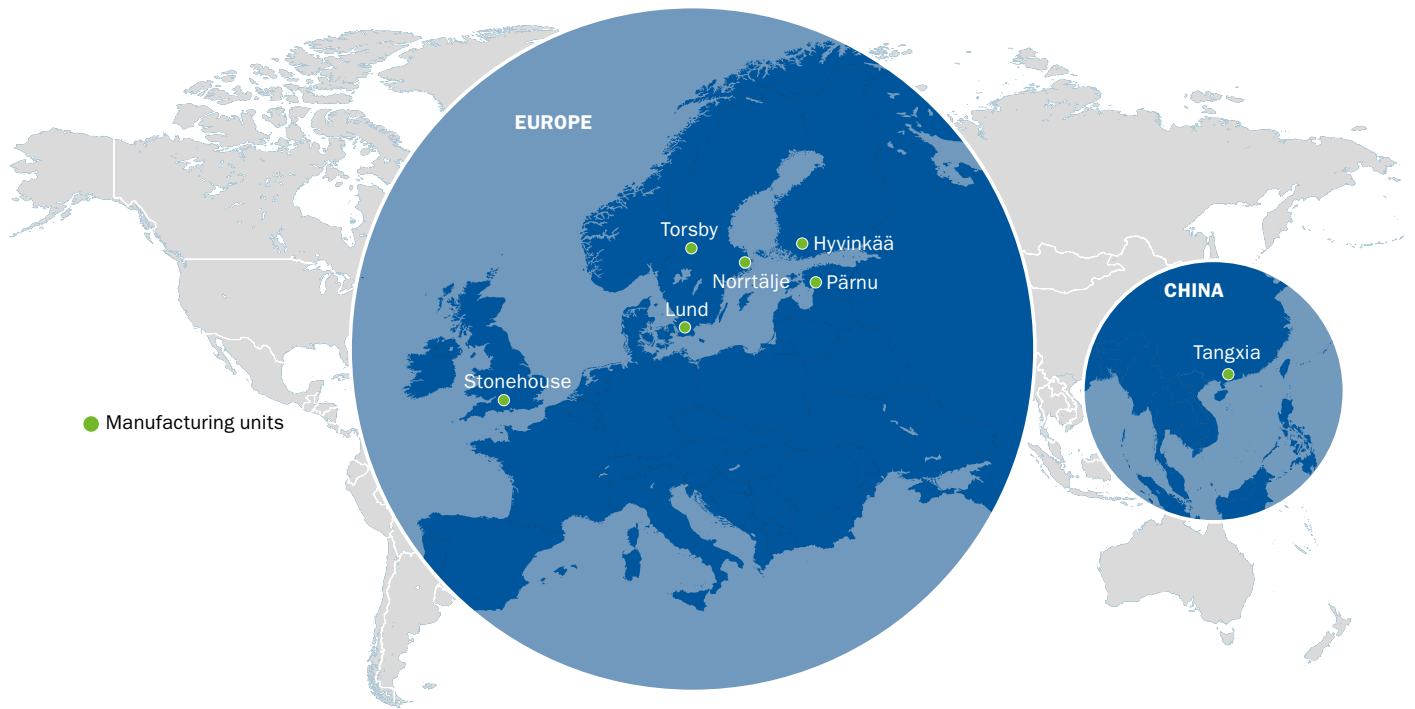 EUROPE
Torsby
Hyvinkää
Norrtälje
Pärnu
CHINA
Lund
Tangxia
Stonehouse
Manufacturing units